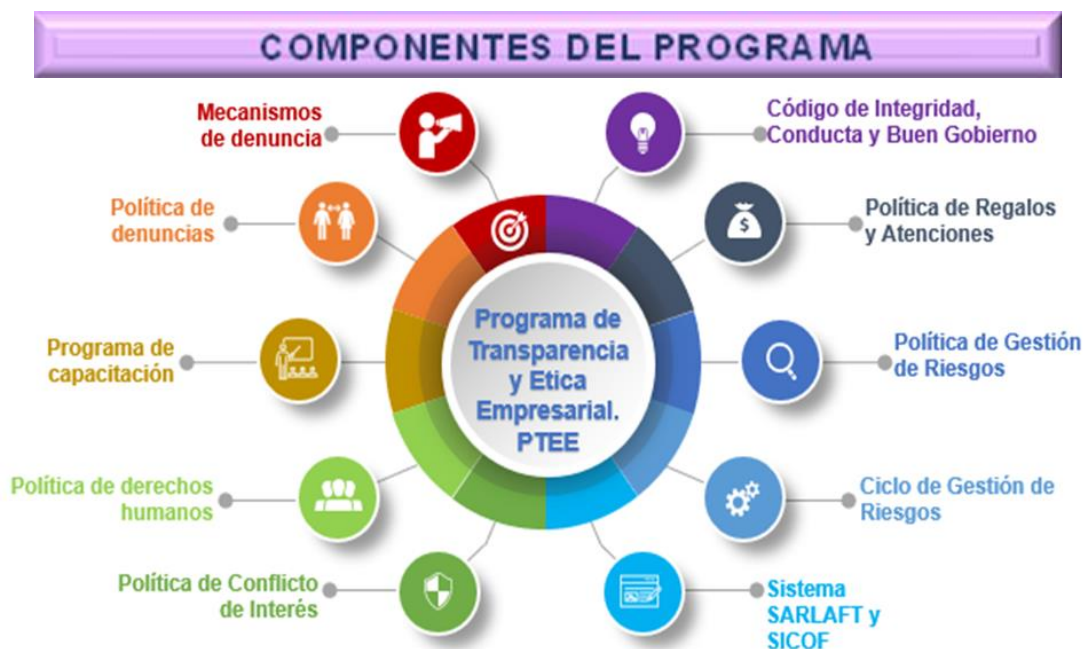 COMPONENTES DEL PROGRAMA
Mecanismos
de denuncia
Código de Integridad,
Conducta y Buen Gobierno
Política de
denuncias
Política de Regalos
y Atenciones
Programa de
Transparencia
y Etica
Empresarial.
PTEE
Programa de
capacitación
Política de Gestión
de Riesgos
Política de derechos
humanos
Ciclo de Gestión de
Riesgos
Política de Conflicto
de Interés
Sistema
SARLAFT y
SICOF